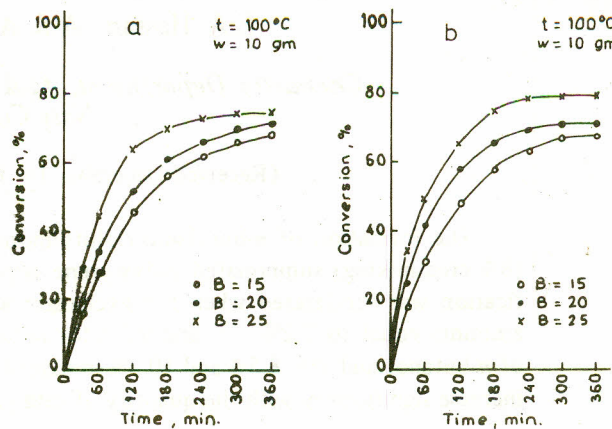 a
t = 100°C
w = 10 gm
100
80
60
40
20
0
Conversion, %
B = 15
B = 20
B = 25
0
60
120
180
240
300
360
Time, min.
b
t = 100°C
w = 10 gm
100
80
60
40
20
0
Conversion, %
B = 15
B = 20
B = 25
0
60
120
180
240
300
360
Time, min.